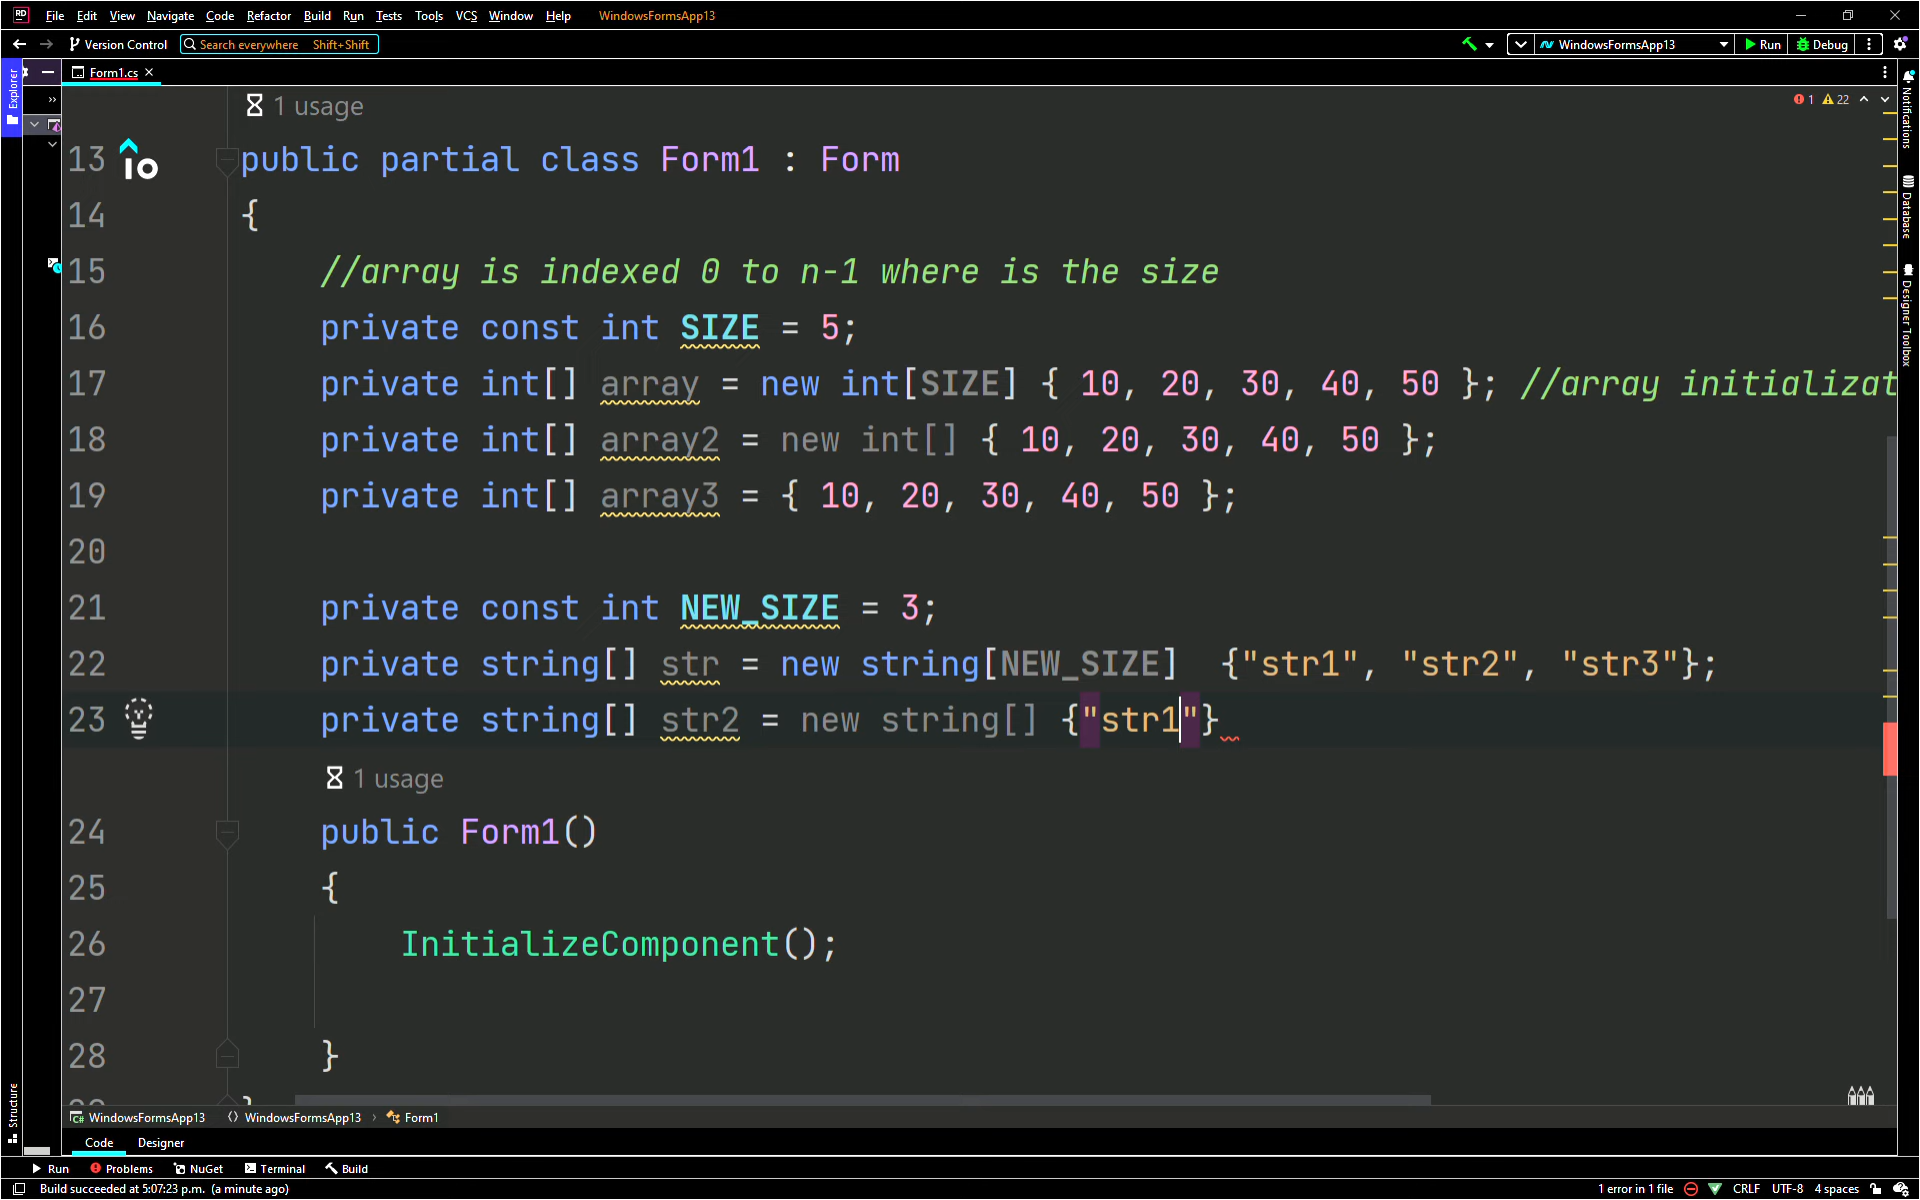 RD File Edit View Navigate Code Refactor Build Run Tests Tools VCS Window Help WindowsFormsApp13
Version Control Search everywhere Shift+Shift WindowsFormsApp13 Run Debug
Explorer
Form1.cs
1 usage
1 22
Notifications
13 public partial class Form1 : Form
14 {
Database
15 //array is indexed 0 to n-1 where is the size
Designer Toolbox
16 private const int SIZE = 5;
17 private int[] array = new int[SIZE] { 10, 20, 30, 40, 50 }; //array initializat
18 private int[] array2 = new int[] { 10, 20, 30, 40, 50 };
19 private int[] array3 = { 10, 20, 30, 40, 50 };
20
21 private const int NEW_SIZE = 3;
22 private string[] str = new string[NEW_SIZE]  {"str1", "str2", "str3"};
23 private string[] str2 = new string[] {"str1"}
1 usage
24 public Form1()
25 {
26 InitializeComponent();
27
28 }
Structure
C# WindowsFormsApp13 WindowsFormsApp13 Form1
Code Designer
Run Problems NuGet Terminal Build
Build succeeded at 5:07:23 p.m. (a minute ago) 1 error in 1 file CRLF UTF-8 4 spaces